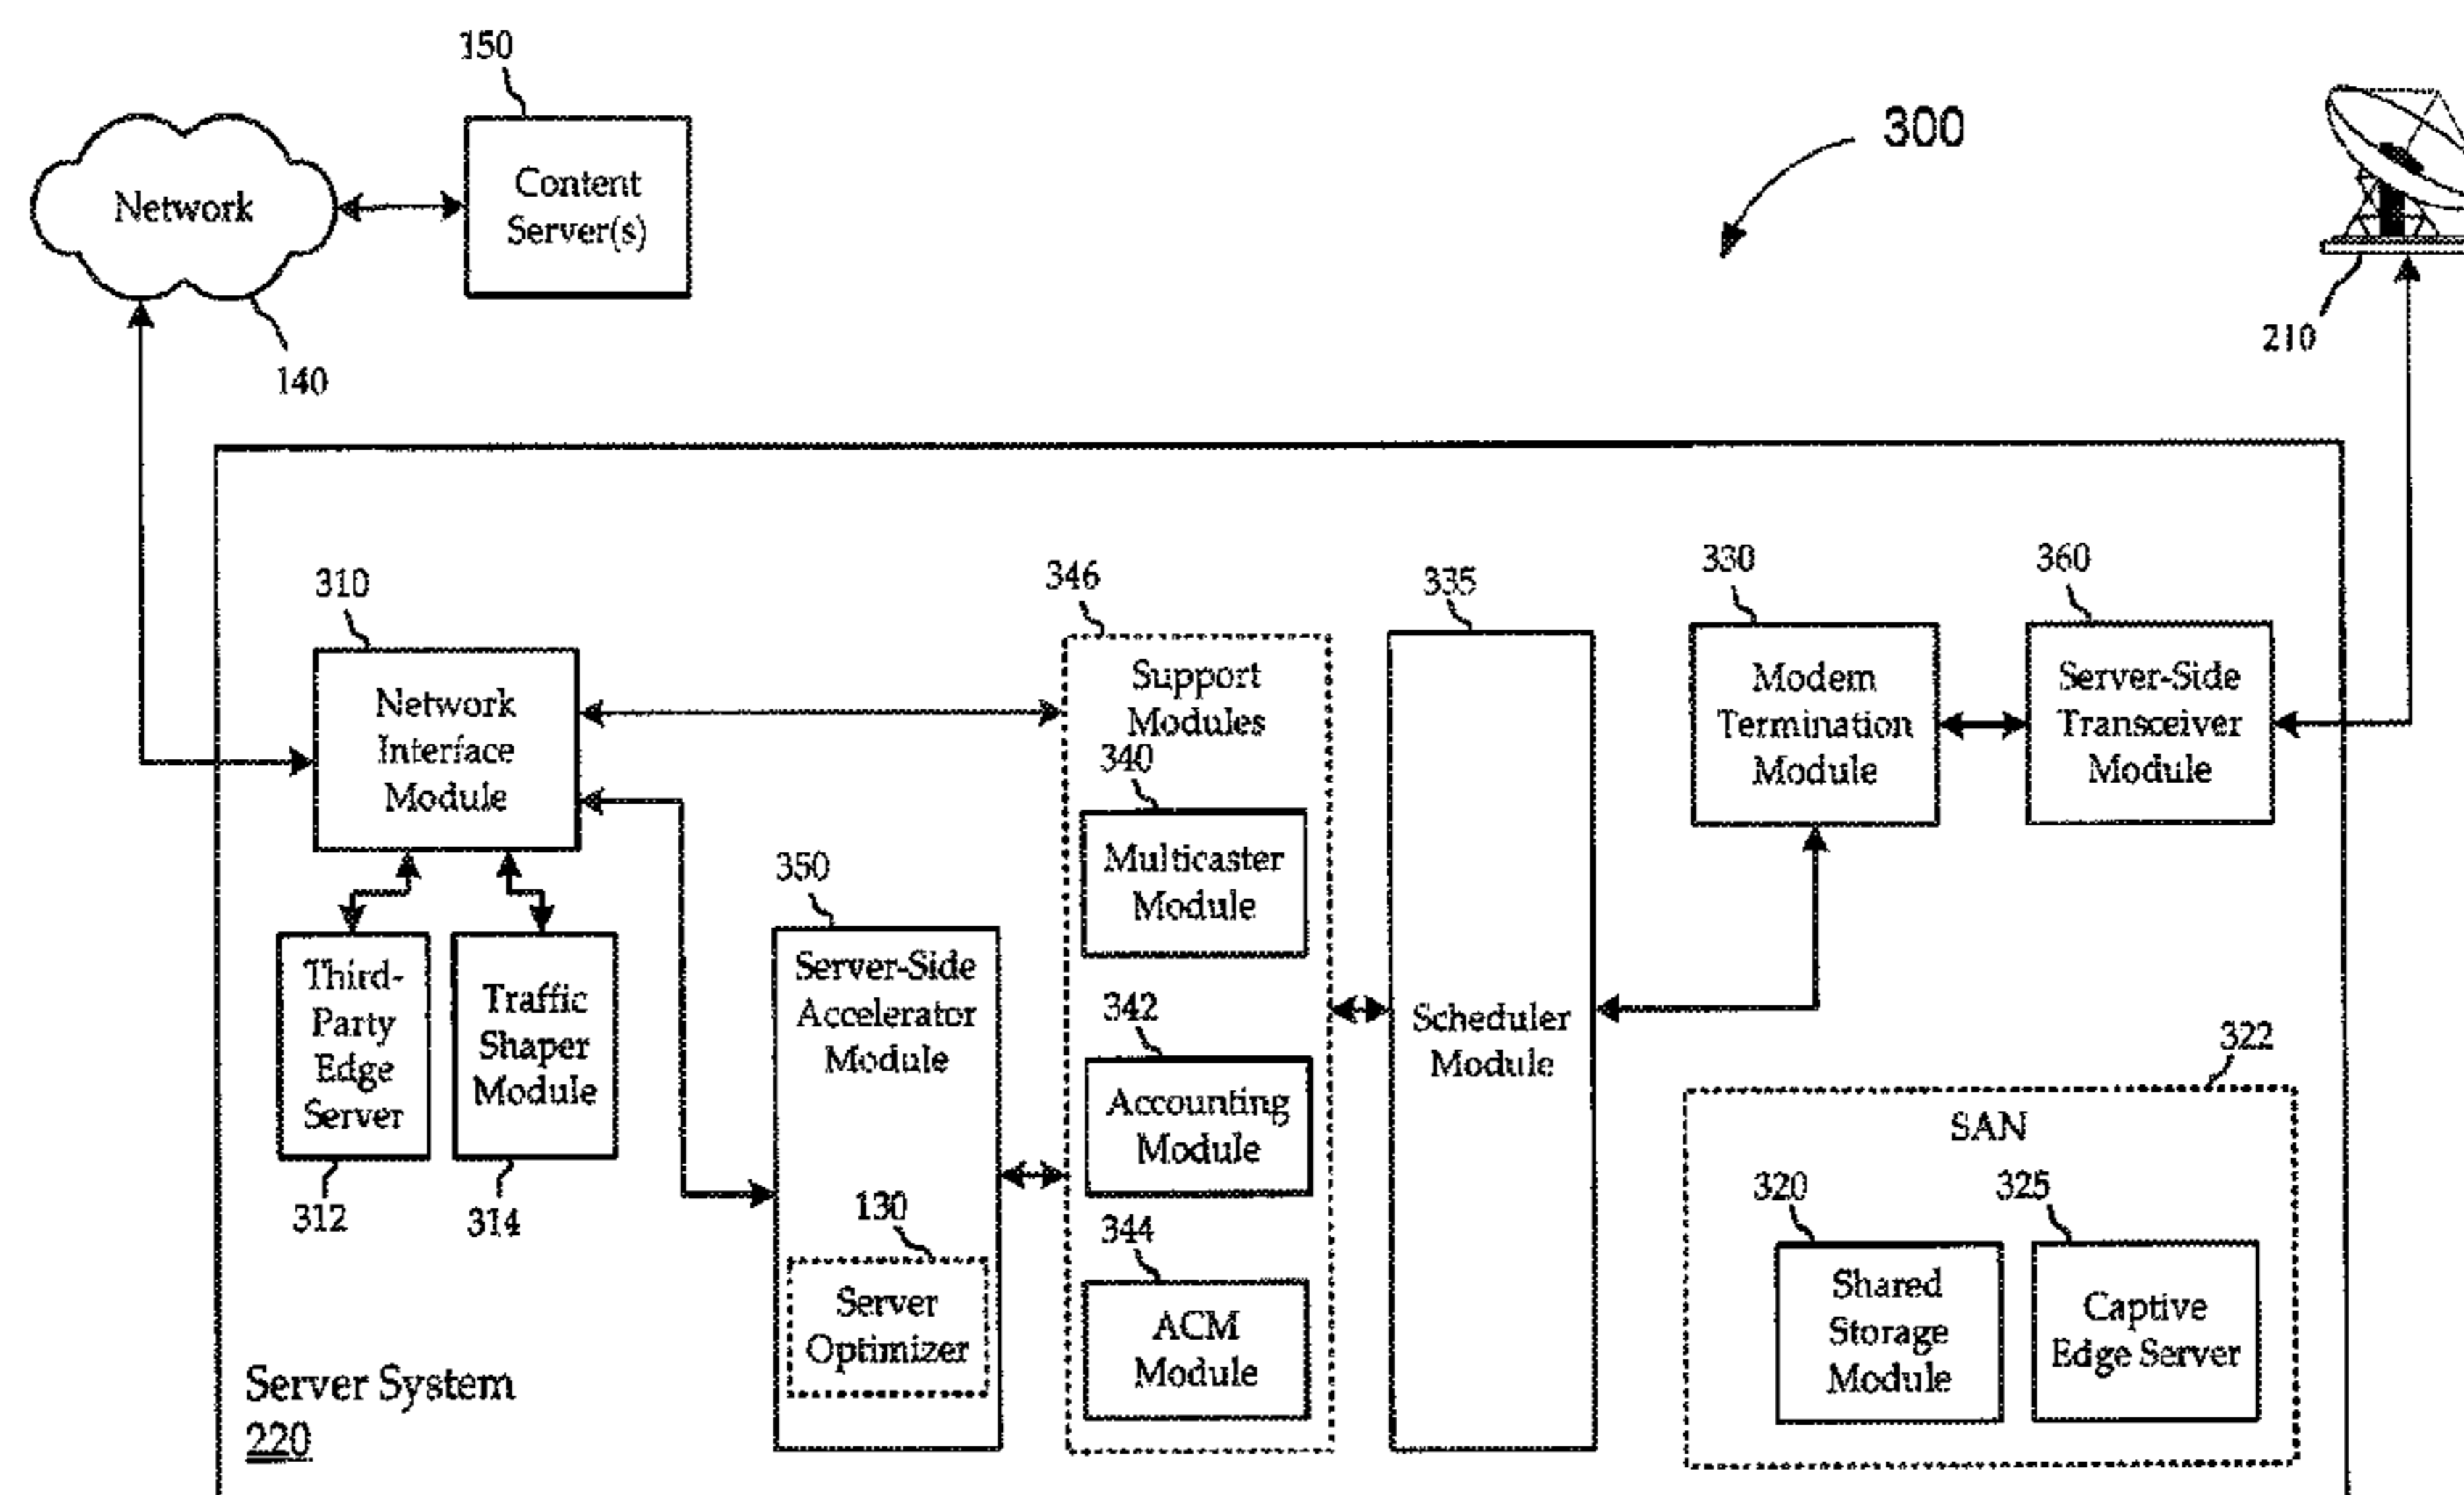 150
Content
Server(s)
Network
140
300
210
310
Network
Interface
Module
346
Support
Modules
335
Scheduler
Module
330
Modem
Termination
Module
360
Server-Side
Transceiver
Module
340
Multicaster
Module
350
Server-Side
Accelerator
Module
Third-
Party
Edge
Server
312
Traffic
Shaper
Module
314
342
Accounting
Module
130
Server
Optimizer
344
ACM
Module
322
SAN
320
Shared
Storage
Module
325
Captive
Edge Server
Server System
220